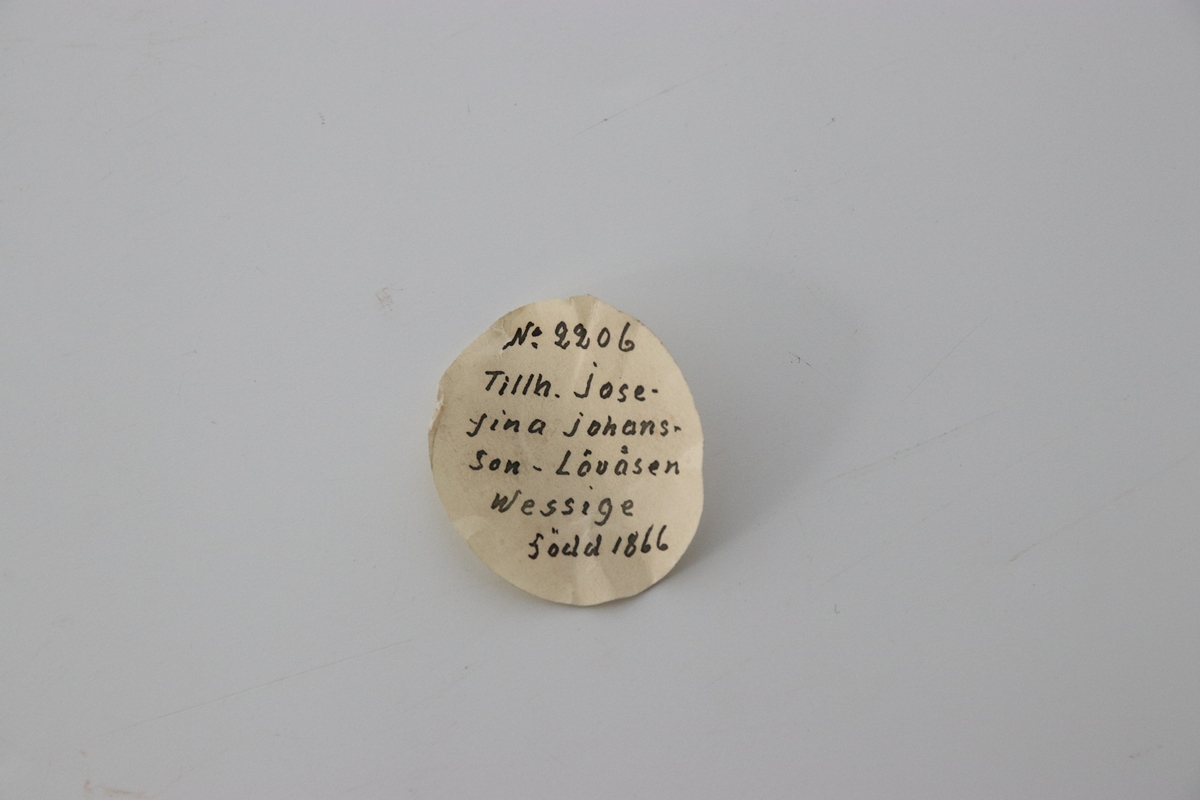 No: 2206
Tillh. Jose-
fina Johans-
son - Lövåsen
Wessige
född 1866